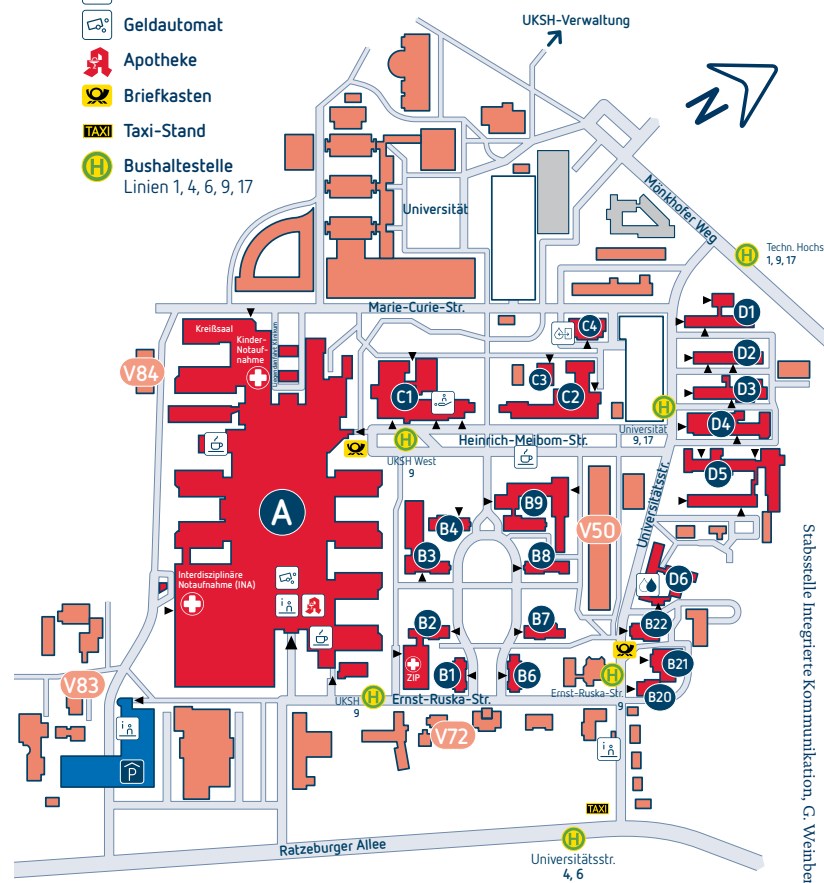 Geldautomat
UKSH-Verwaltung
Apotheke
Briefkasten
N
TAXI Taxi-Stand
H Bushaltestelle
Linien 1, 4, 6, 9, 17
Universität
Mönkhofer Weg
H
Techn. Hochs
1, 9, 17
Marie-Curie-Str.
D1
C4
Kreißsaal
Kinder-
Notauf-
nahme
Liegendanfahrt Klinikum
D2
V84
C3
D3
C1
C2
H
D4
Universität
9, 17
H
Heinrich-Meibom-Str.
UKSH West
9
D5
B9
A
B4
V50
Universitätsstr.
B3
B8
D6
Interdisziplinäre
Notaufnahme (INA)
B2
B7
B22
ZIP
B1
B6
B21
V83
H
Ernst-Ruska-Str.
9
B20
UKSH
9
H
Ernst-Ruska-Str.
V72
P
TAXI
Ratzeburger Allee
H
Universitätsstr.
4, 6
Stabsstelle Integrierte Kommunikation, G. Weinber